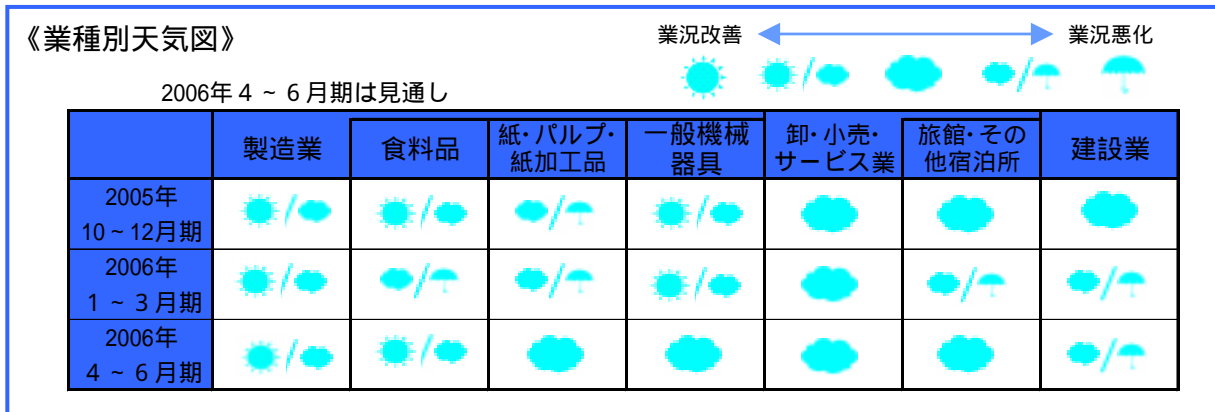 《業種別天気図》
業況改善
業況悪化
2006年4~6月期は見通し
製造業
食料品
紙・パルプ・
紙加工品
一般機械
器具
卸・小売・
サービス業
旅館・その
他宿泊所
建設業
2005年
10~12月期
2006年
1~3月期
2006年
4~6月期